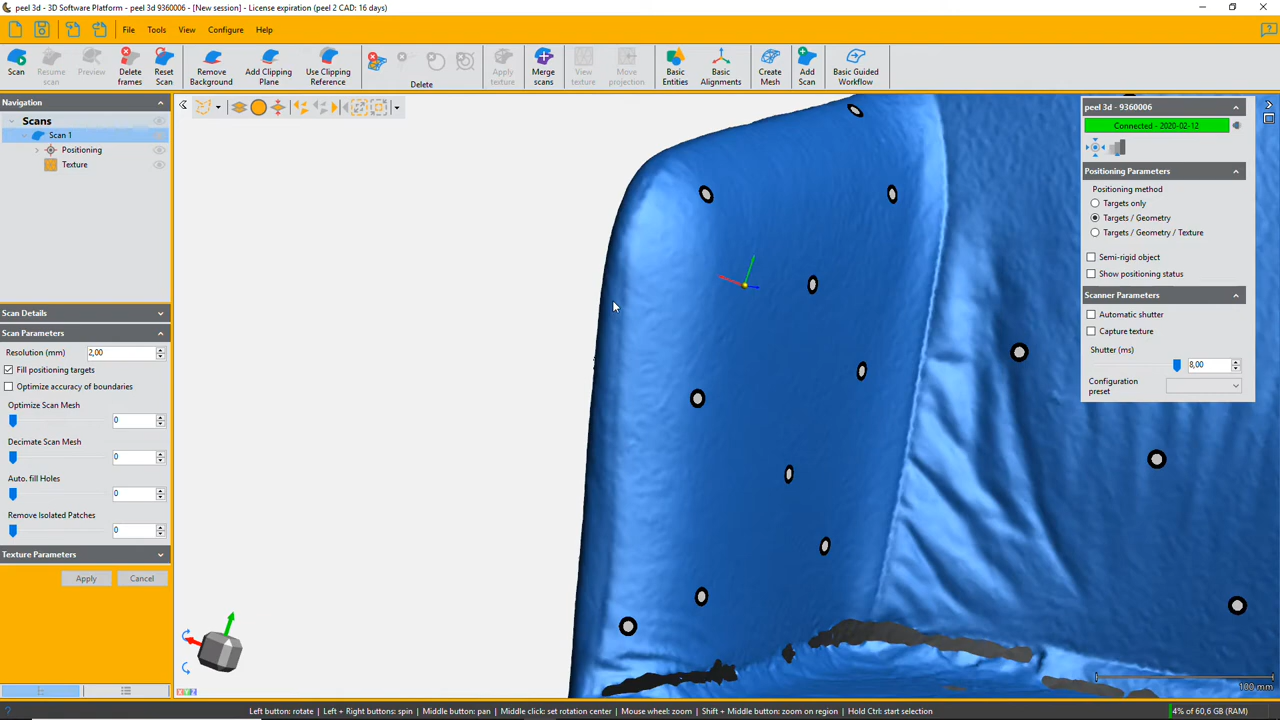 peel 3d - 3D Software Platform - peel 3d 9360006 - [New session] - License expiration (peel 2 CAD: 16 days)
File Tools View Configure Help
Scan
Resume scan
Preview
Delete frames
Reset Scan
Remove Background
Add Clipping Plane
Use Clipping Reference
Delete
Apply texture
Merge scans
View texture
Move projection
Basic Entities
Basic Alignments
Create Mesh
Add Scan
Basic Guided Workflow
Navigation
Scans
Scan 1
Positioning
Texture
Scan Details
Scan Parameters
Resolution (mm) 2,00
Fill positioning targets
Optimize accuracy of boundaries
Optimize Scan Mesh
0
Decimate Scan Mesh
0
Auto. fill Holes
0
Remove Isolated Patches
0
Texture Parameters
Apply Cancel
peel 3d - 9360006
Connected - 2020-02-12
Positioning Parameters
Positioning method
Targets only
Targets / Geometry
Targets / Geometry / Texture
Semi-rigid object
Show positioning status
Scanner Parameters
Automatic shutter
Capture texture
Shutter (ms)
8,00
Configuration preset
100 mm
X Y Z
Left button: rotate Left + Right buttons: spin Middle button: pan Middle click: set rotation center Mouse wheel: zoom Shift + Middle button: zoom on region Hold Ctrl: start selection
4% of 60,6 GB (RAM)